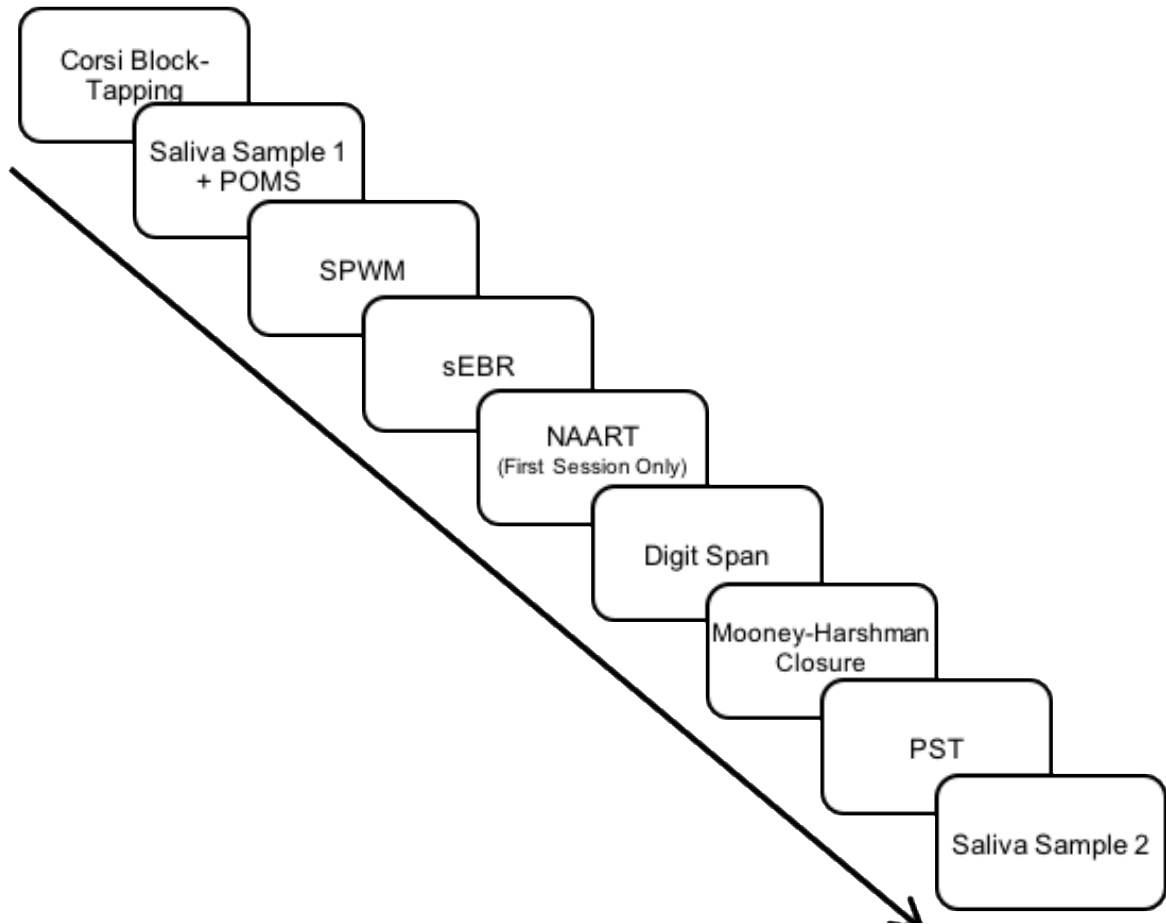 Corsi Block-
Tapping
Saliva Sample 1
+ POMS
SPWM
sEBR
NAART
(First Session Only)
Digit Span
Mooney-Harshman
Closure
PST
Saliva Sample 2